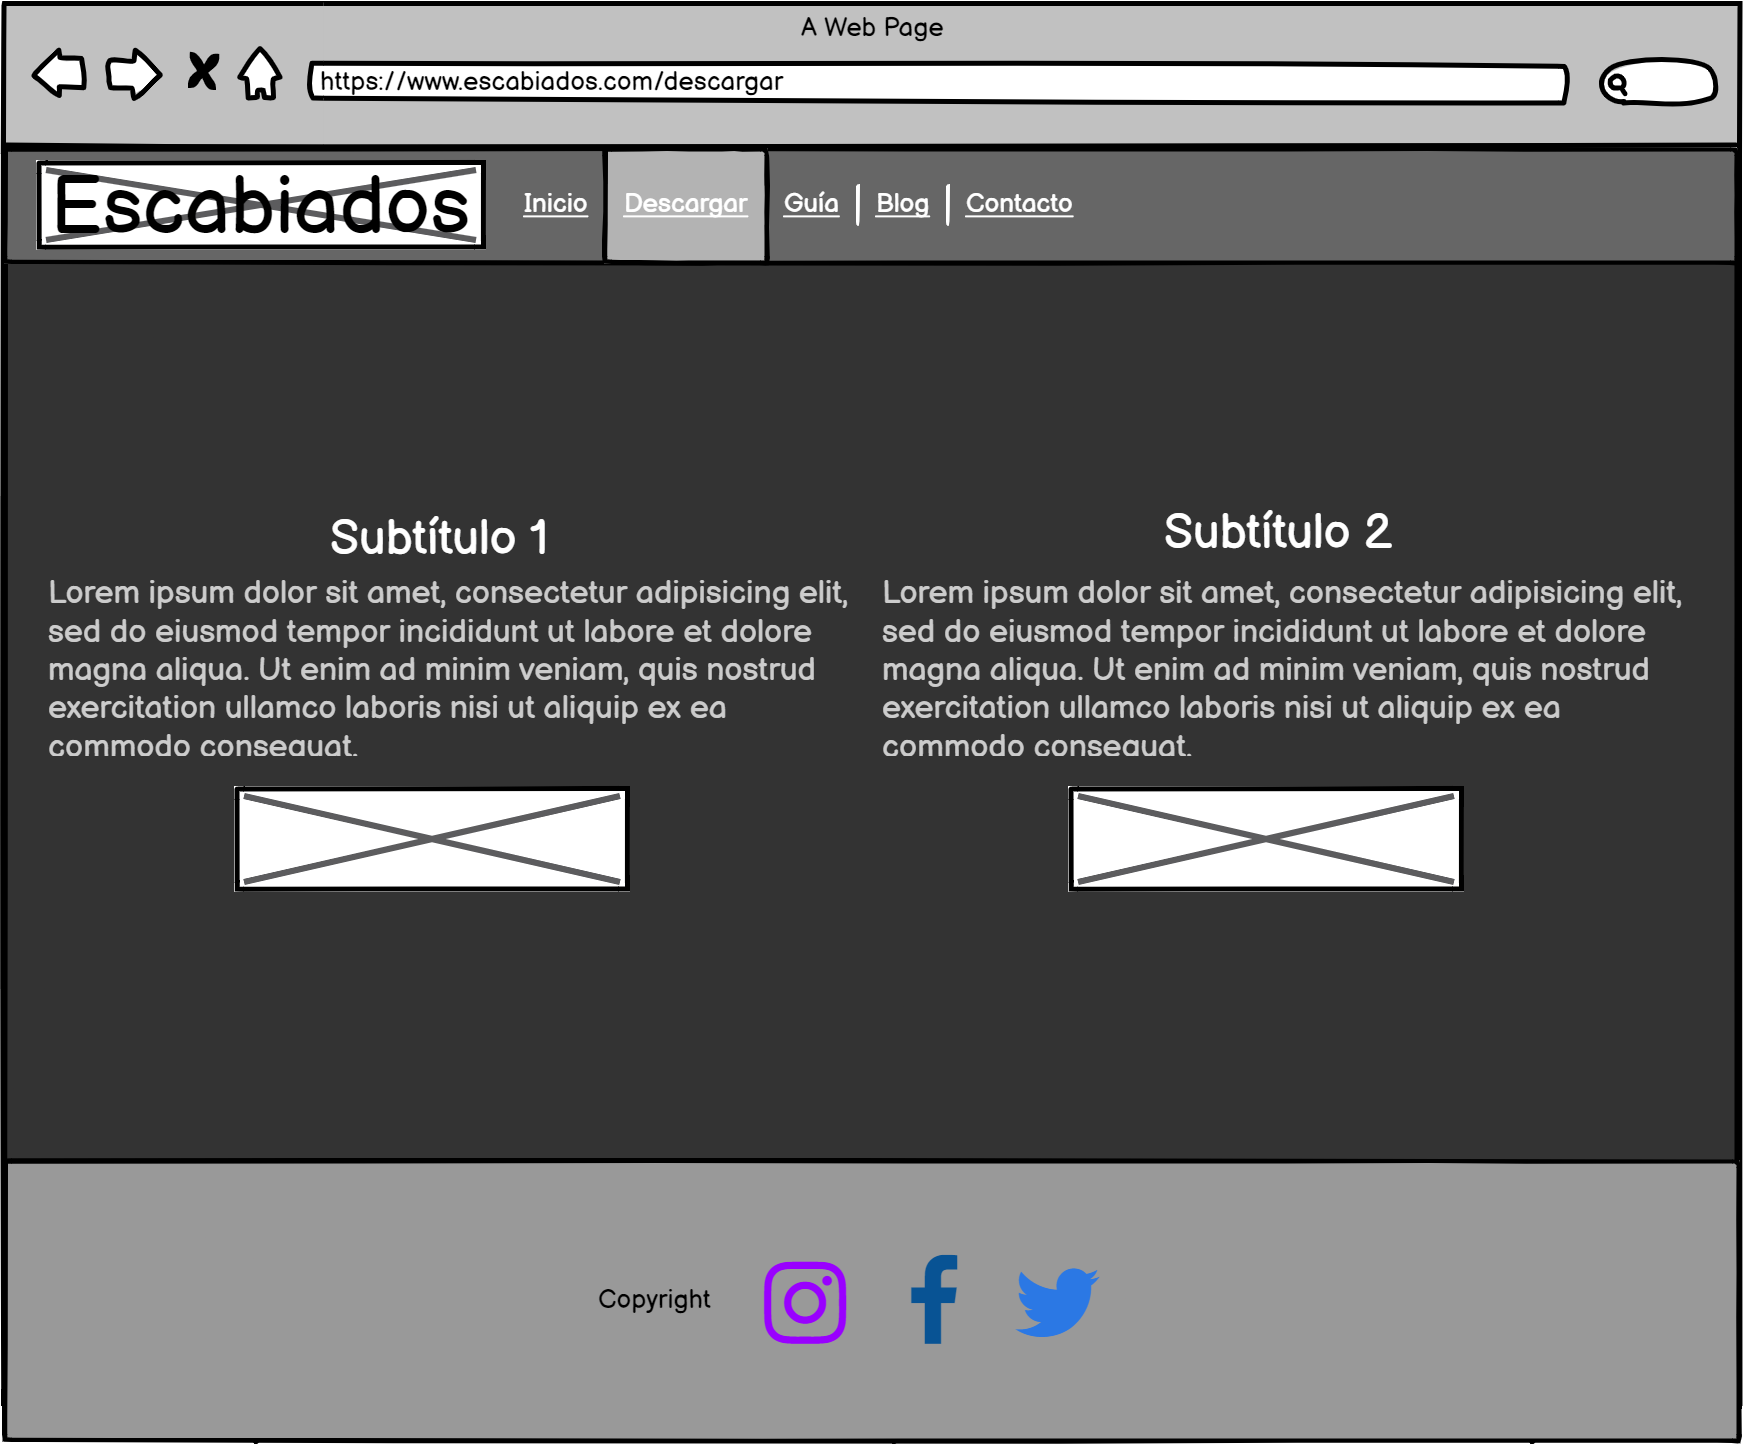 A Web Page
https://www.escabiados.com/descargar
Escabiados
Inicio Descargar Guía Blog Contacto
Subtítulo 1
Lorem ipsum dolor sit amet, consectetur adipisicing elit,
sed do eiusmod tempor incididunt ut labore et dolore
magna aliqua. Ut enim ad minim veniam, quis nostrud
exercitation ullamco laboris nisi ut aliquip ex ea
commodo consequat.
Subtítulo 2
Lorem ipsum dolor sit amet, consectetur adipisicing elit,
sed do eiusmod tempor incididunt ut labore et dolore
magna aliqua. Ut enim ad minim veniam, quis nostrud
exercitation ullamco laboris nisi ut aliquip ex ea
commodo consequat.
Copyright